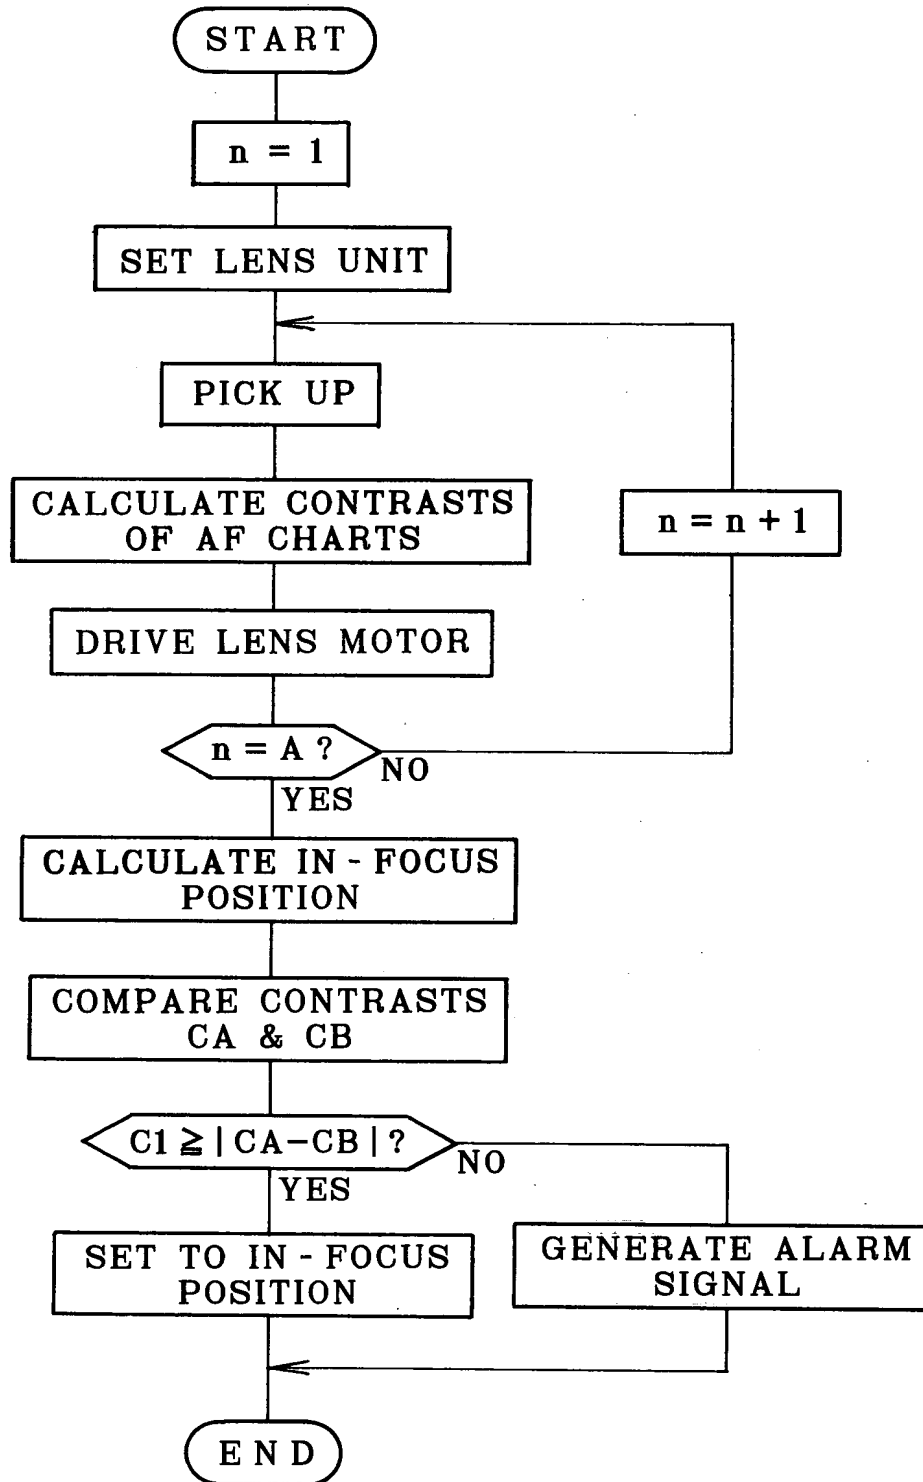 START
n = 1
SET LENS UNIT
PICK UP
CALCULATE CONTRASTS
OF AF CHARTS
n = n + 1
DRIVE LENS MOTOR
n = A ?
NO
YES
CALCULATE IN - FOCUS
POSITION
COMPARE CONTRASTS
CA & CB
C1 ≧ | CA−CB | ?
NO
YES
SET TO IN - FOCUS
POSITION
GENERATE ALARM
SIGNAL
END